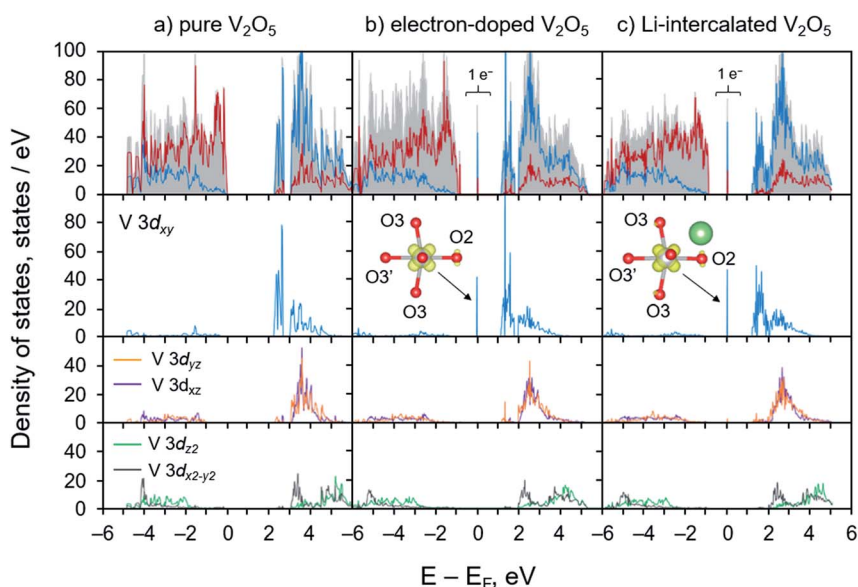 a) pure V₂O₅
b) electron-doped V₂O₅
c) Li-intercalated V₂O₅
Density of states, states / eV
100
80
60
40
20
0
1 e⁻
1 e⁻
80
60
40
20
0
V 3dxy
O3
O2
O3'
O3
O3
O2
O3'
O3
40
20
0
V 3dyz
V 3dxz
40
20
0
V 3dz2
V 3dx2-y2
−6 −4 −2 0 2 4 −6 −4 −2 0 2 4 −6 −4 −2 0 2 4 6
E – EF, eV